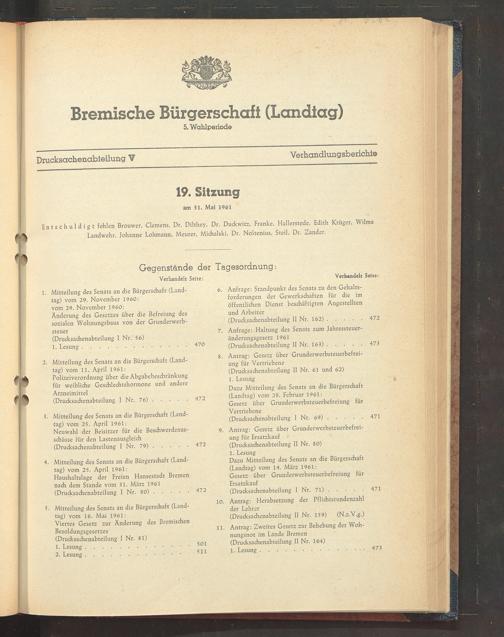 Bremische Bürgerschaft (Landtag)
5. Wahlperiode
Drucksachenabteilung V
Verhandlungsberichte
19. Sitzung
am 31. Mai 1961
Entschuldigt fehlen Brouwer, Clemens, Dr. Dibbey, Dr. Duckwitz, Franke, Hallerstede, Edith Krüger, Wilma
Landwehr, Johanne Lohmann, Meurer, Michalski, Dr. Noltenius, Stoil, Dr. Zander.
Gegenstände der Tagesordnung:
Verhandelt Seite:
1. Mitteilung des Senats an die Bürgerschaft (Land-
tag) vom 29. November 1960:
vom 29. November 1960:
Änderung des Gesetzes über die Befreiung des
sozialen Wohnungsbaus von der Grunderwerb-
steuer
(Drucksachenabteilung I Nr. 56)
1. Lesung . . . . . . . . . . . . . 470
2. Mitteilung des Senats an die Bürgerschaft (Land-
tag) vom 11. April 1961:
Polizeiverordnung über die Abgabebeschränkung
für weibliche Geschlechtshormone und andere
Arzneimittel
(Drucksachenabteilung I Nr. 76) . . . . . . 472
3. Mitteilung des Senats an die Bürgerschaft (Land-
tag) vom 25. April 1961:
Neuwahl der Beisitzer für die Beschwerdeaus-
schüsse für den Lastenausgleich
(Drucksachenabteilung I Nr. 79) . . . . . . 472
4. Mitteilung des Senats an die Bürgerschaft (Land-
tag) vom 25. April 1961:
Haushaltslage der Freien Hansestadt Bremen
nach dem Stande vom 31. März 1961
(Drucksachenabteilung I Nr. 80) . . . . . . 472
5. Mitteilung des Senats an die Bürgerschaft (Land-
tag) vom 16. Mai 1961:
Viertes Gesetz zur Änderung des Bremischen
Besoldungsgesetzes
(Drucksachenabteilung I Nr. 81)
1. Lesung . . . . . . . . . . . . . 501
2. Lesung . . . . . . . . . . . . . 511
Verhandelt Seite:
6. Anfrage: Standpunkt des Senats zu den Gehalts-
forderungen der Gewerkschaften für die im
öffentlichen Dienst beschäftigten Angestellten
und Arbeiter
(Drucksachenabteilung II Nr. 162) . . . . . 472
7. Anfrage: Haltung des Senats zum Jahressteuer-
änderungsgesetz 1961
(Drucksachenabteilung II Nr. 163) . . . . . 473
8. Antrag: Gesetz über Grunderwerbsteuerbefrei-
ung für Vertriebene
(Drucksachenabteilung II Nr. 61 und 62)
1. Lesung
Dazu Mitteilung des Senats an die Bürgerschaft
(Landtag) vom 28. Februar 1961:
Gesetz über Grunderwerbsteuerbefreiung für
Vertriebene
(Drucksachenabteilung I Nr. 69) . . . . . . 471
9. Antrag: Gesetz über Grunderwerbsteuerbefrei-
ung für Ersatzkauf
(Drucksachenabteilung II Nr. 60)
1. Lesung
Dazu Mitteilung des Senats an die Bürgerschaft
(Landtag) vom 14. März 1961:
Gesetz über Grunderwerbsteuerbefreiung für
Ersatzkauf
(Drucksachenabteilung I Nr. 71) . . . . . . 471
10. Antrag: Herabsetzung der Pflichtstundenzahl
der Lehrer
(Drucksachenabteilung II Nr. 159) (N.z.V.g.)
11. Antrag: Zweites Gesetz zur Behebung der Woh-
nungsnot im Lande Bremen
(Drucksachenabteilung II Nr. 164)
1. Lesung . . . . . . . . . . . . . 473